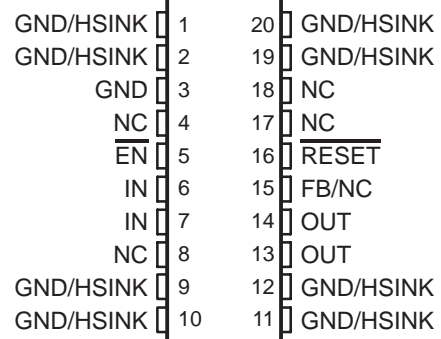 GND/HSINK 1 20 GND/HSINK
GND/HSINK 2 19 GND/HSINK
GND 3 18 NC
NC 4 17 NC
EN 5 16 RESET
IN 6 15 FB/NC
IN 7 14 OUT
NC 8 13 OUT
GND/HSINK 9 12 GND/HSINK
GND/HSINK 10 11 GND/HSINK